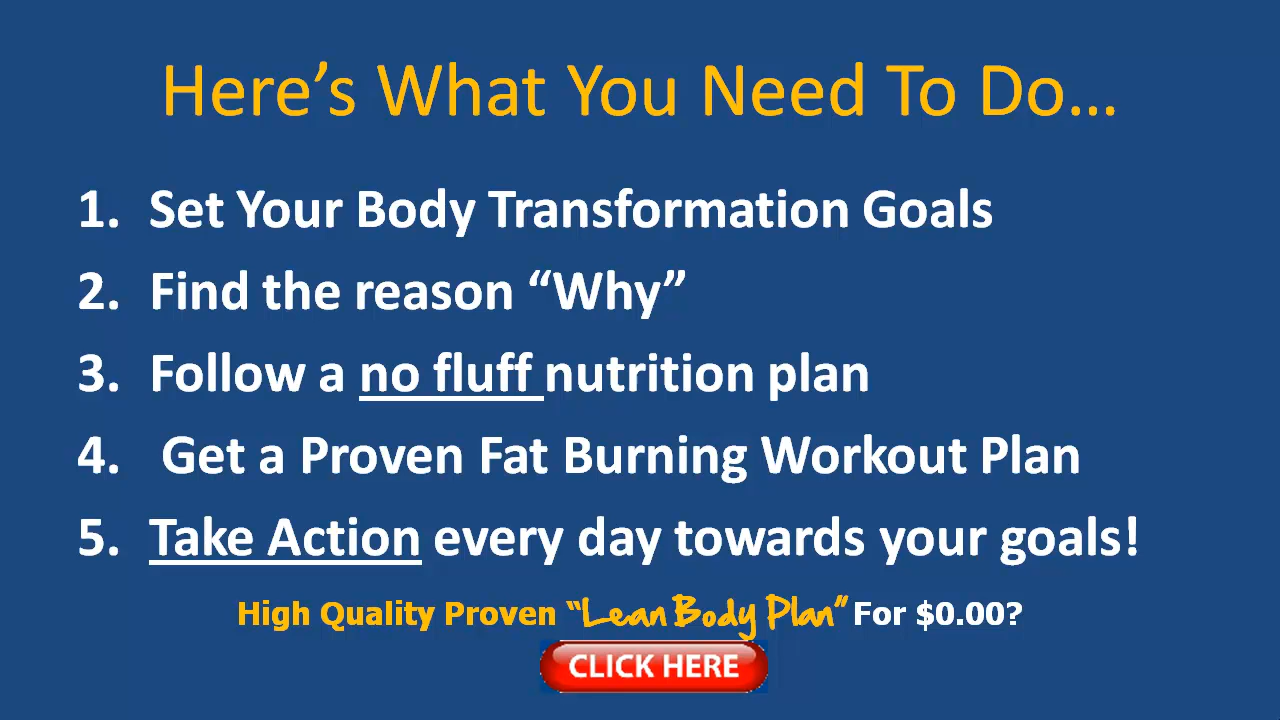 Here’s What You Need To Do…
1. Set Your Body Transformation Goals
2. Find the reason “Why”
3. Follow a no fluff nutrition plan
4. Get a Proven Fat Burning Workout Plan
5. Take Action every day towards your goals!
High Quality Proven “Lean Body Plan” For $0.00?
CLICK HERE